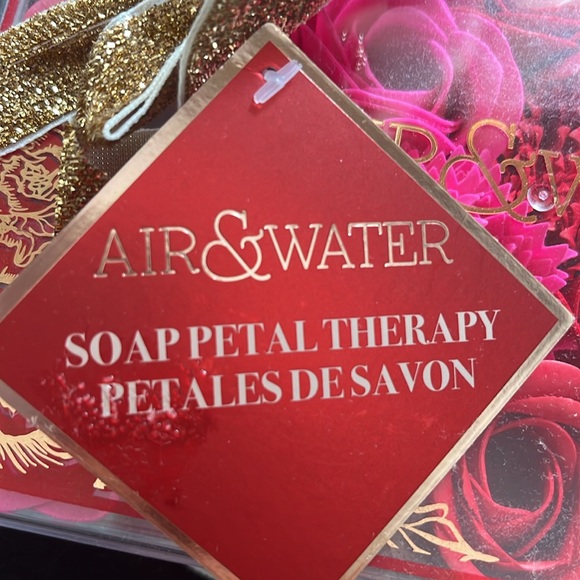 AIR&WATER
SOAP PETAL THERAPY
PETALES DE SAVON
R&W